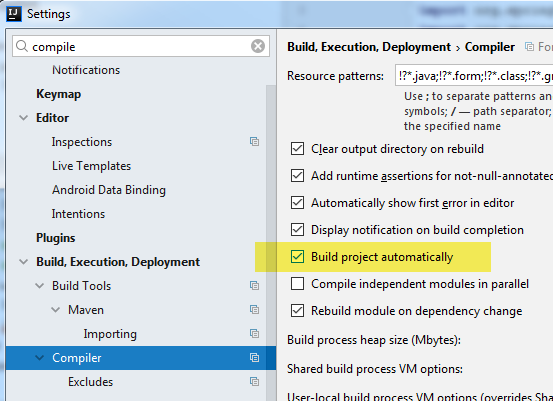 Settings
compile
Notifications
Keymap
Editor
Inspections
Live Templates
Android Data Binding
Intentions
Plugins
Build, Execution, Deployment
Build Tools
Maven
Importing
Compiler
Excludes
Build, Execution, Deployment › Compiler For
Resource patterns: !?*.java;!?*.form;!?*.class;!?*.gr
Use ; to separate patterns an
symbols; / — path separator;
the specified name
Clear output directory on rebuild
Add runtime assertions for not-null-annotated
Automatically show first error in editor
Display notification on build completion
Build project automatically
Compile independent modules in parallel
Rebuild module on dependency change
Build process heap size (Mbytes):
Shared build process VM options:
User-local build process VM options (overrides Sha